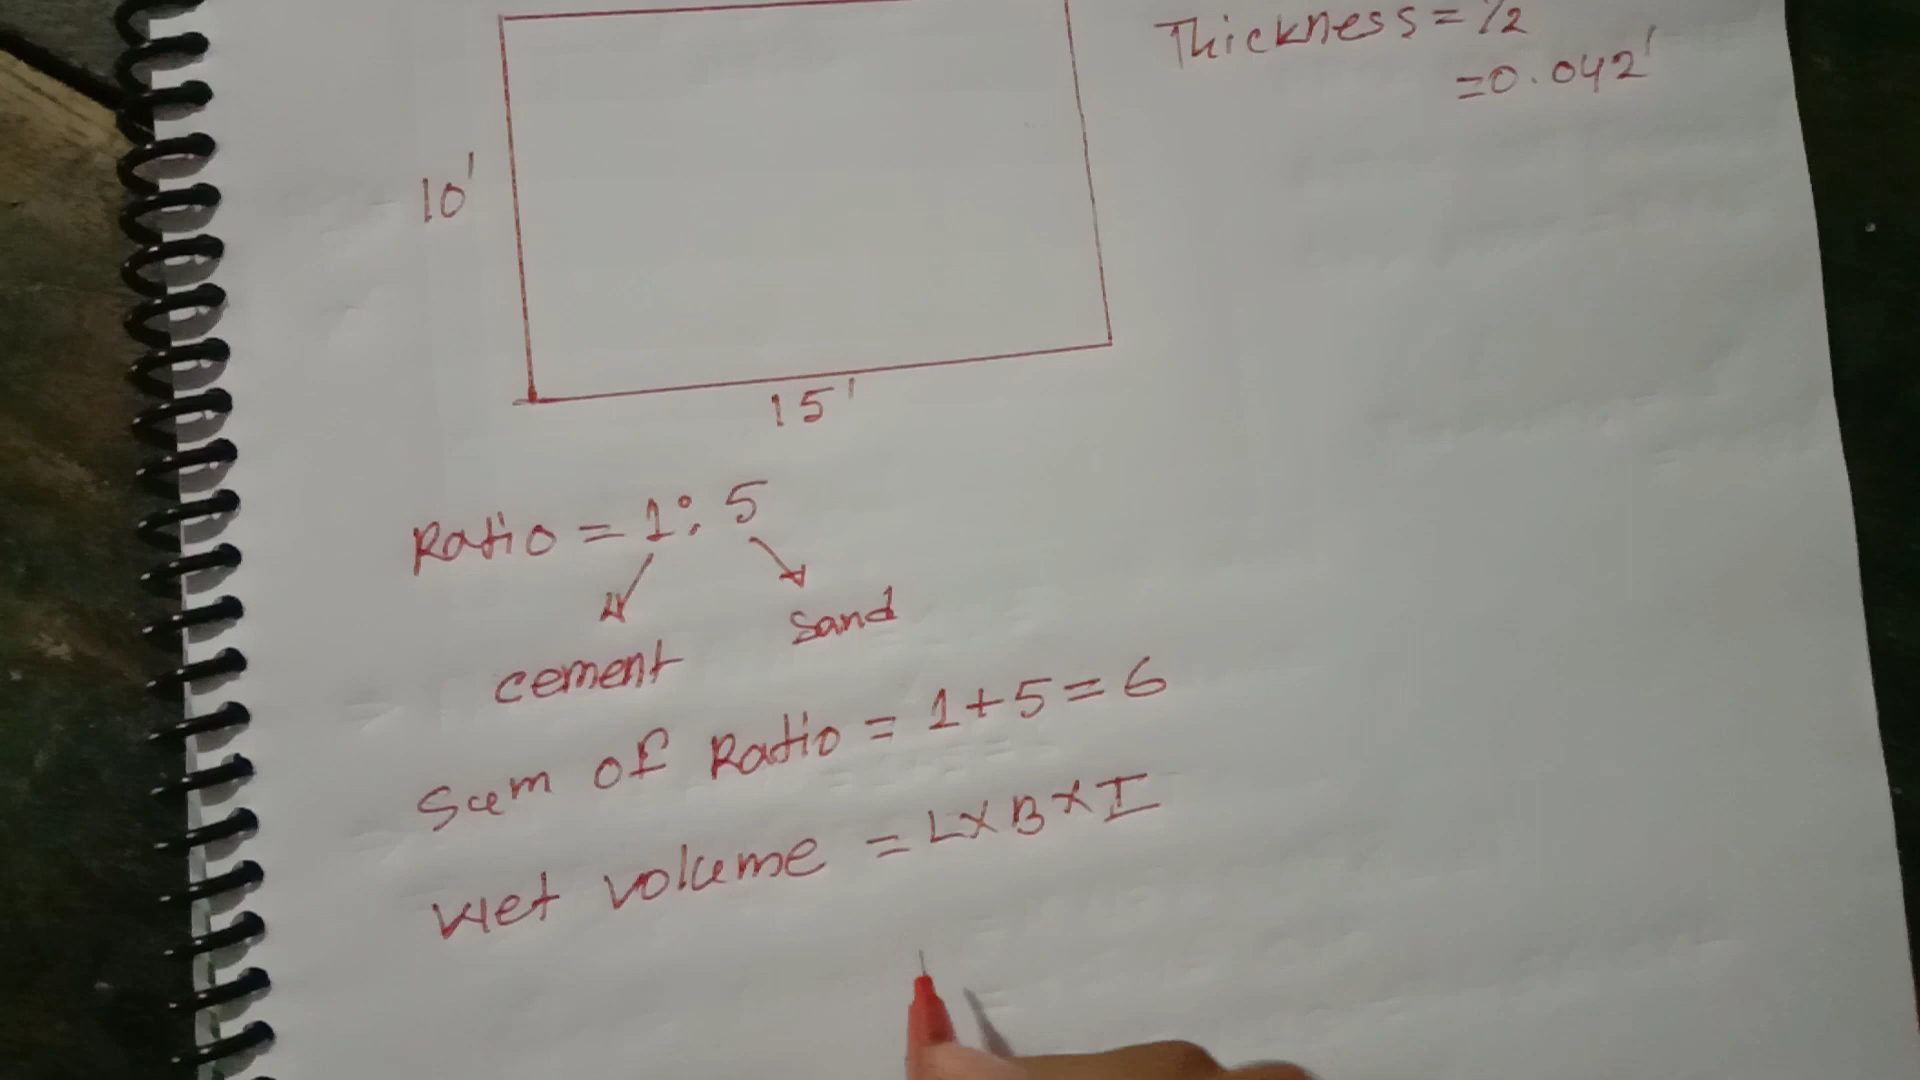 Thickness = 1/2
=0.042'
10'
15'
Ratio = 1:5
cement
Sand
Sum of Ratio = 1+5=6
Wet volume = L×B×T